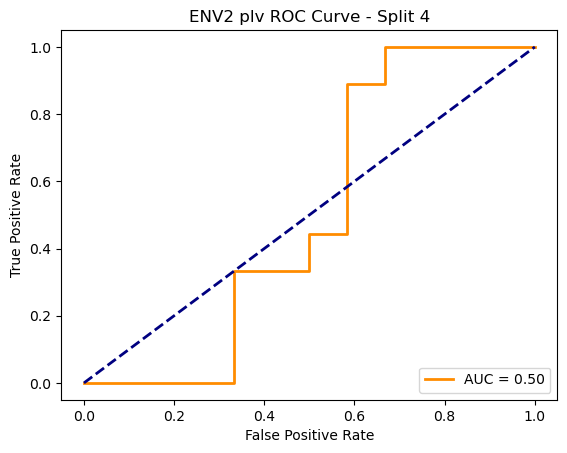 ENV2 plv ROC Curve - Split 4
True Positive Rate
1.0
0.8
0.6
0.4
0.2
0.0
AUC = 0.50
0.0 0.2 0.4 0.6 0.8 1.0
False Positive Rate